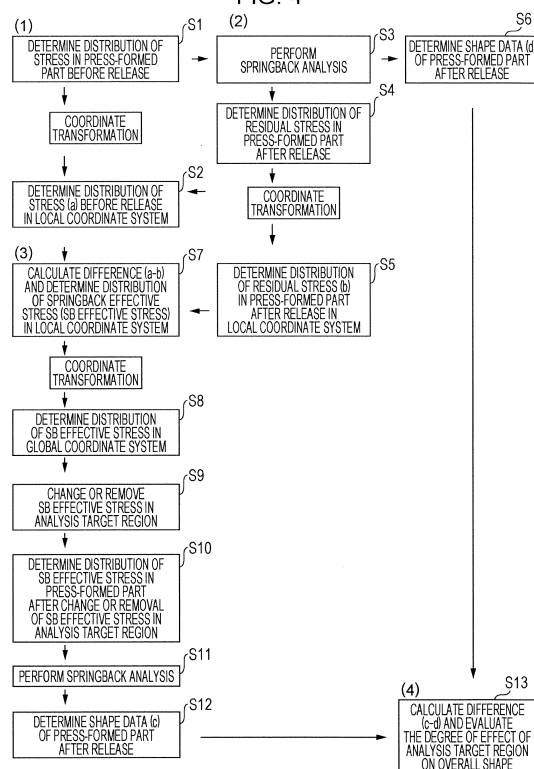 FIG. 4
(1)
S1
DETERMINE DISTRIBUTION OF
STRESS IN PRESS-FORMED
PART BEFORE RELEASE
COORDINATE
TRANSFORMATION
S2
DETERMINE DISTRIBUTION OF
STRESS (a) BEFORE RELEASE
IN LOCAL COORDINATE SYSTEM
(2)
S3
PERFORM
SPRINGBACK ANALYSIS
S4
DETERMINE DISTRIBUTION OF
RESIDUAL STRESS IN
PRESS-FORMED PART
AFTER RELEASE
COORDINATE
TRANSFORMATION
S5
DETERMINE DISTRIBUTION
OF RESIDUAL STRESS (b)
IN PRESS-FORMED PART
AFTER RELEASE IN
LOCAL COORDINATE SYSTEM
S6
DETERMINE SHAPE DATA (d
OF PRESS-FORMED PART
AFTER RELEASE
(3)
S7
CALCULATE DIFFERENCE (a-b)
AND DETERMINE DISTRIBUTION
OF SPRINGBACK EFFECTIVE
STRESS (SB EFFECTIVE STRESS)
IN LOCAL COORDINATE SYSTEM
COORDINATE
TRANSFORMATION
S8
DETERMINE DISTRIBUTION
OF SB EFFECTIVE STRESS IN
GLOBAL COORDINATE SYSTEM
S9
CHANGE OR REMOVE
SB EFFECTIVE STRESS IN
ANALYSIS TARGET REGION
S10
DETERMINE DISTRIBUTION OF
SB EFFECTIVE STRESS IN
PRESS-FORMED PART
AFTER CHANGE OR REMOVAL
OF SB EFFECTIVE STRESS IN
ANALYSIS TARGET REGION
S11
PERFORM SPRINGBACK ANALYSIS
S12
DETERMINE SHAPE DATA (c)
OF PRESS-FORMED PART
AFTER RELEASE
(4)
S13
CALCULATE DIFFERENCE
(c-d) AND EVALUATE
THE DEGREE OF EFFECT OF
ANALYSIS TARGET REGION
ON OVERALL SHAPE